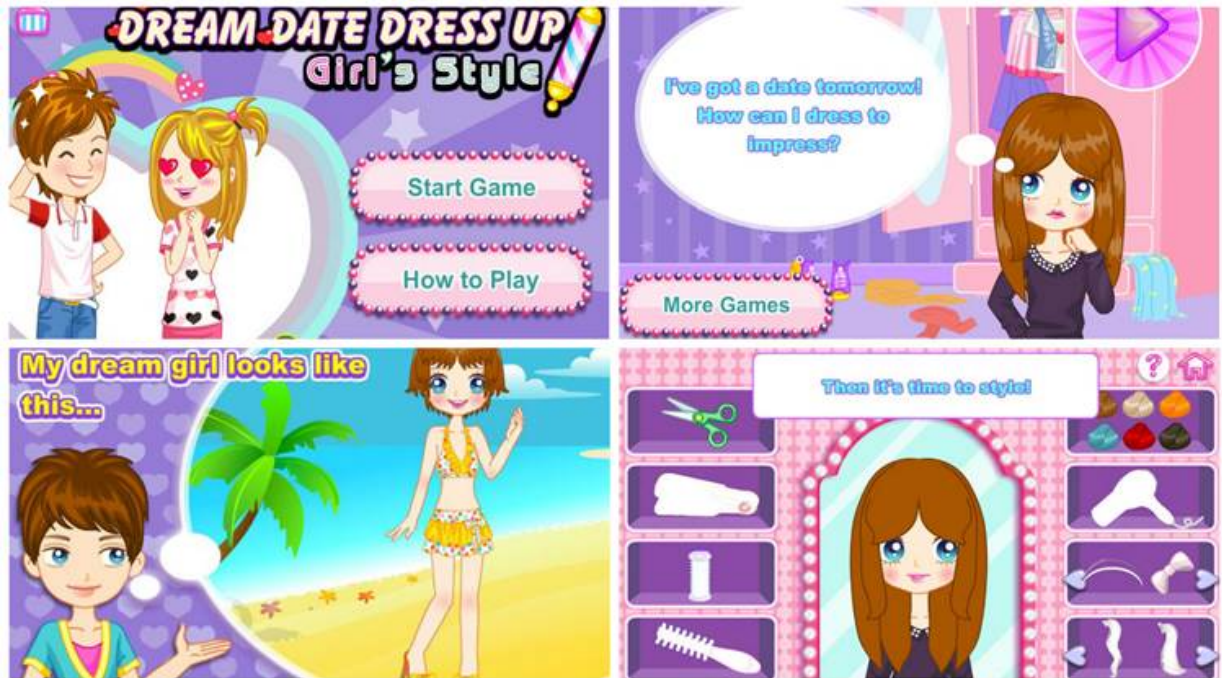 DREAM DATE DRESS UP
Girl's Style
Start Game
How to Play
I've got a date tomorrow!
How can I dress to
impress?
More Games
My dream girl looks like
this...
?
Then it's time to style!